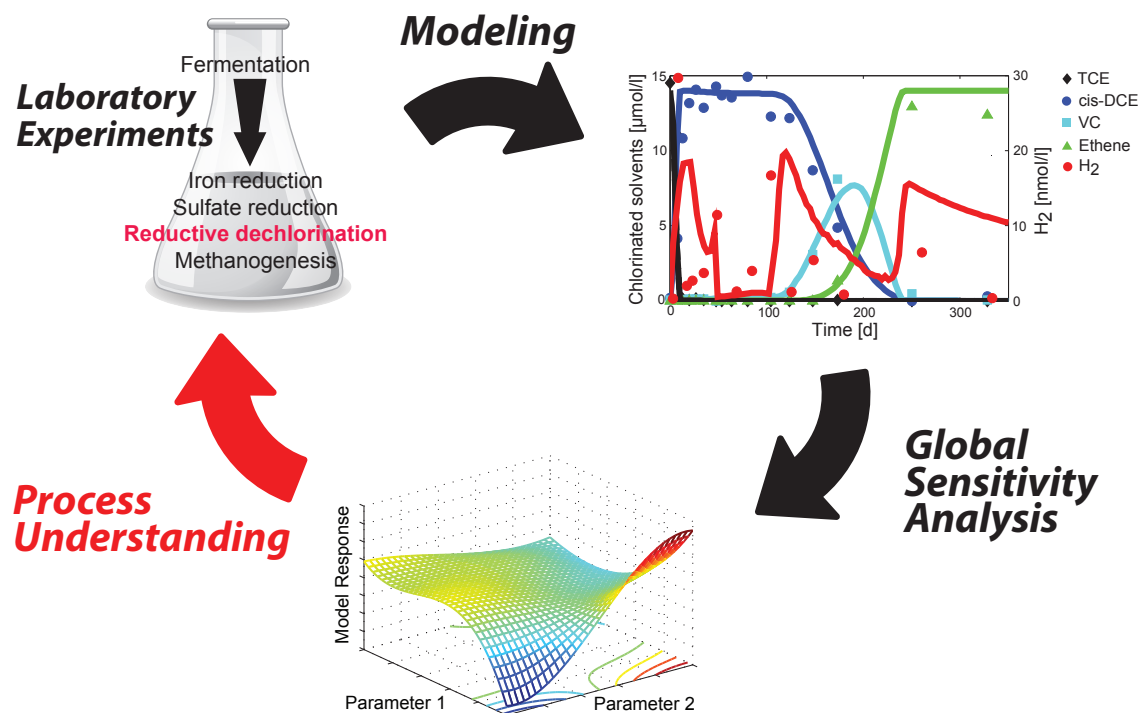 Modeling
Laboratory
Experiments
Fermentation
Iron reduction
Sulfate reduction
Reductive dechlorination
Methanogenesis
Chlorinated solvents [µmol/l]
15
10
5
0
0
100
200
300
Time [d]
30
20
10
0
H2 [nmol/l]
TCE
cis-DCE
VC
Ethene
H2
Global
Sensitivity
Analysis
Process
Understanding
Model Response
Parameter 1
Parameter 2